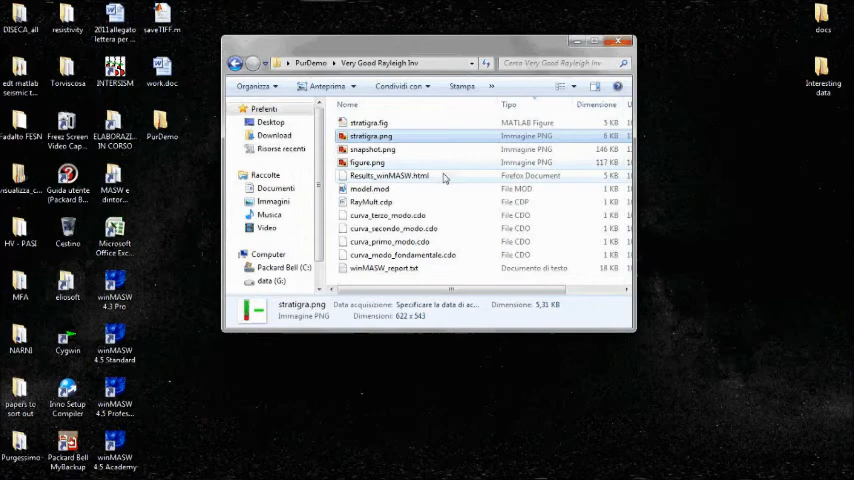 DISECA_all
resistivity
2011allegato
lettera per...
saveTIFF.m
docs
PurDemo
Very Good Rayleigh Inv
Cerca Very Good Rayleigh Inv
Organizza
Anteprima
Condividi con
Stampa
»
edt matlab
seismic t...
Torviscosa
INTERSISM
work.doc
Interesting
data
Preferiti
Desktop
Download
Risorse recenti
Raccolte
Documenti
Immagini
Musica
Video
Computer
Packard Bell (C:)
data (G:)
Nome
Tipo
Dimensione
stratigra.fig
MATLAB Figure
5 KB
stratigra.png
Immagine PNG
6 KB
snapshot.png
Immagine PNG
146 KB
figure.png
Immagine PNG
117 KB
Results_winMASW.html
Firefox Document
5 KB
model.mod
File MOD
1 KB
RayMult.cdp
File CDP
1 KB
curva_terzo_modo.cdo
File CDO
1 KB
curva_secondo_modo.cdo
File CDO
1 KB
curva_primo_modo.cdo
File CDO
1 KB
curva_modo_fondamentale.cdo
File CDO
1 KB
winMASW_report.txt
Documento di testo
18 KB
stratigra.png
Data acquisizione: Specificare la data di ac...
Dimensione: 5,31 KB
Immagine PNG
Dimensioni: 622 x 543
Fadalto FESN
Freez Screen
Video Cap...
ELABORAZI...
IN CORSO
PurDemo
visualizza_c...
Guida utente
(Packard B...
MASW e
dintorni
HV - PASI
Cestino
Microsoft
Office Exc...
MFA
eliosoft
winMASW
4.3 Pro
NARNI
Cygwin
winMASW
4.5 Standard
papers to
sort out
Inno Setup
Compiler
winMASW
4.5 Profes...
Purgessimo
Packard Bell
MyBackup
winMASW
4.5 Academy